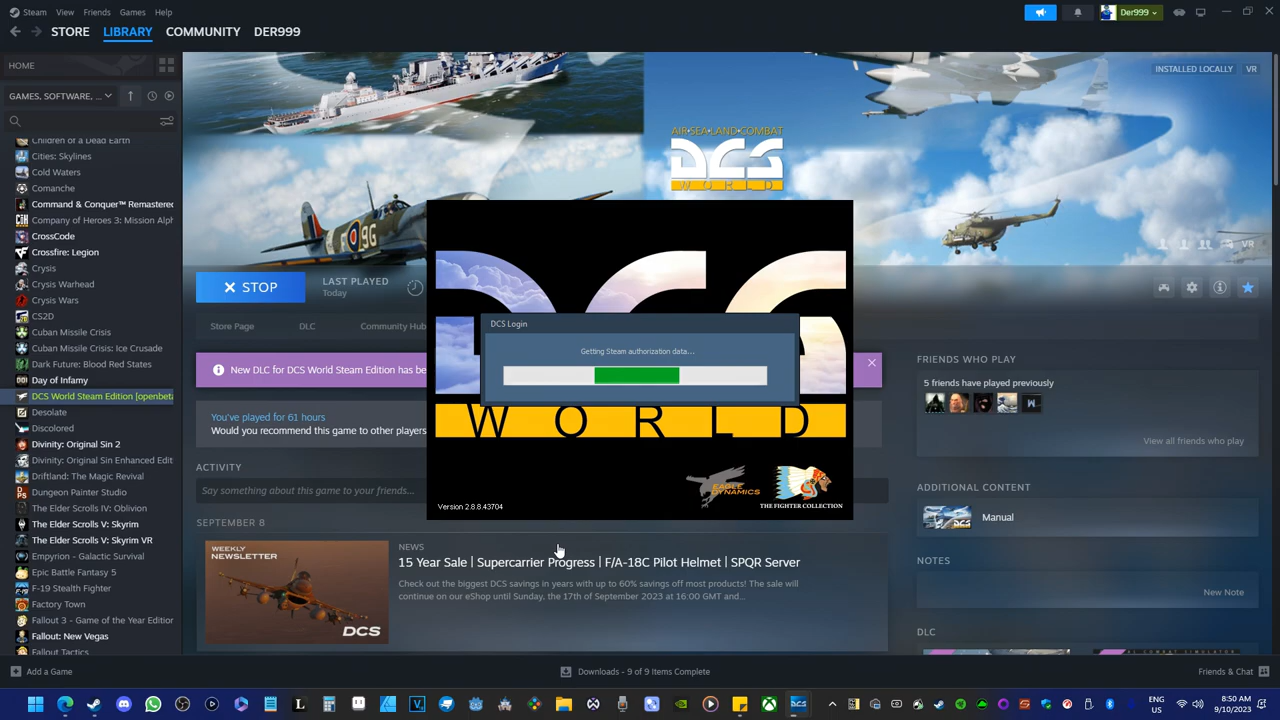 Steam View Friends Games Help
Der999
STORE LIBRARY COMMUNITY DER999
HOME
INSTALLED LOCALLY VR
GAMES, SOFTWARE, ...
Children of a Dead Earth
Cities: Skylines
Cold Waters
Comanche
Command & Conquer™ Remastered
Company of Heroes 3: Mission Alph
CrossCode
Crossfire: Legion
Crysis
Crysis Warhead
Crysis Wars
CS2D
Cuban Missile Crisis
Cuban Missile Crisis: Ice Crusade
Dark Future: Blood Red States
Day of Infamy
DCS World Steam Edition [openbeta
Desolate
Discolored
Divinity: Original Sin 2
Divinity: Original Sin Enhanced Edit
Driftland: The Magic Revival
Dungeon Painter Studio
The Elder Scrolls IV: Oblivion
The Elder Scrolls V: Skyrim
The Elder Scrolls V: Skyrim VR
Empyrion - Galactic Survival
Epic Battle Fantasy 5
F-19 Stealth Fighter
Factory Town
Fallout 3 - Game of the Year Edition
Fallout: New Vegas
Fallout Tactics
AIR•SEA•LAND•COMBAT
DCS
WORLD
9G
VR
STOP
LAST PLAYED
Today
Store Page DLC Community Hub
New DLC for DCS World Steam Edition has be
You've played for 61 hours
Would you recommend this game to other players
ACTIVITY
Say something about this game to your friends...
SEPTEMBER 8
WEEKLY
NEWSLETTER
DCS
NEWS
15 Year Sale | Supercarrier Progress | F/A-18C Pilot Helmet | SPQR Server
Check out the biggest DCS savings in years with up to 60% savings off most products! The sale will
continue on our eShop until Sunday, the 17th of September 2023 at 16:00 GMT and...
DCS
DCS Login
Getting Steam authorization data...
WORLD
EAGLE
DYNAMICS
THE FIGHTER COLLECTION
Version 2.8.8.43704
FRIENDS WHO PLAY
5 friends have played previously
View all friends who play
ADDITIONAL CONTENT
Manual
NOTES
New Note
DLC
Add a Game
Downloads - 9 of 9 Items Complete
Friends & Chat
ENG
US
8:50 AM
9/10/2023